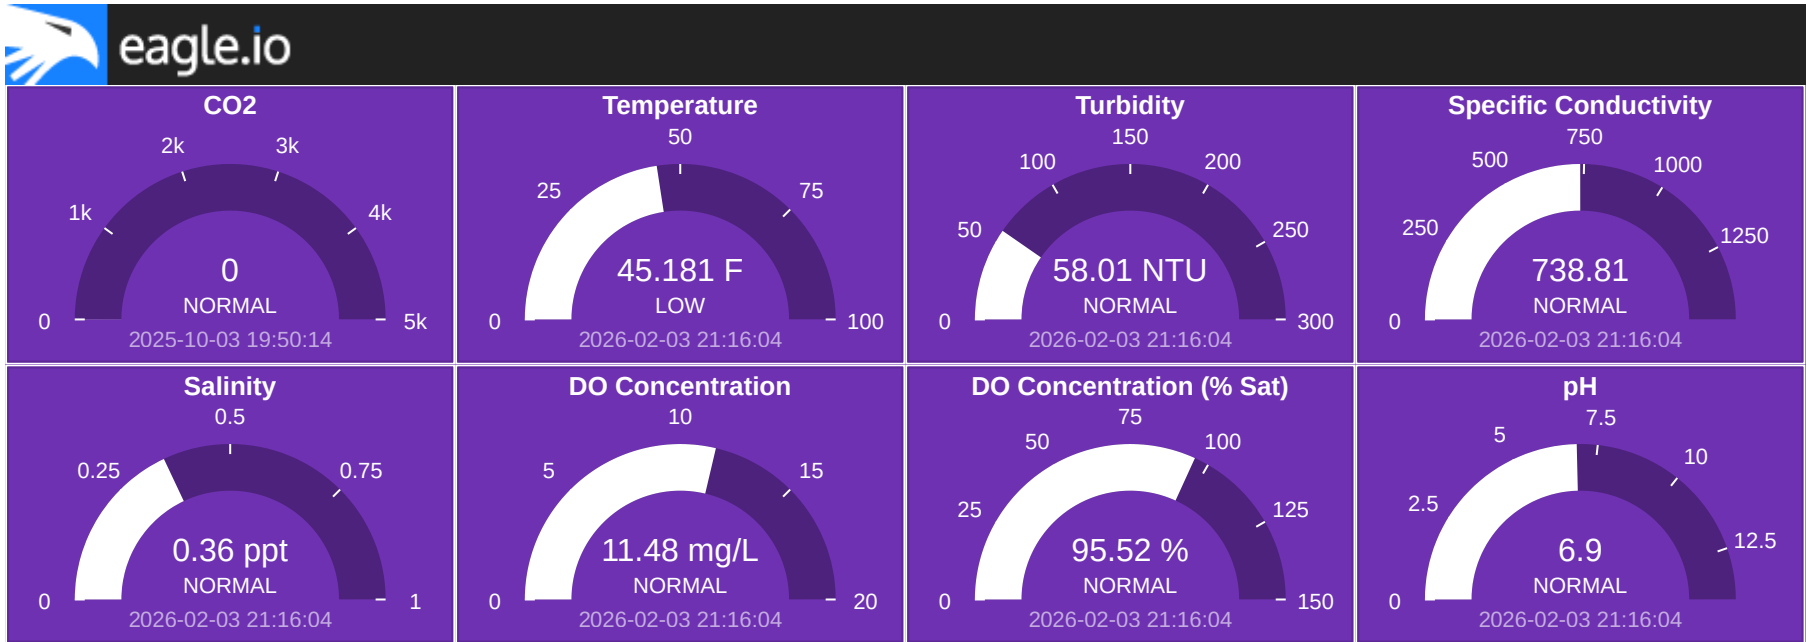 eagle.io
CO2
2k 3k
1k 4k
0 5k
0
NORMAL
2025-10-03 19:50:14
Temperature
50
25 75
0 100
45.181 F
LOW
2026-02-03 21:16:04
Turbidity
150
100 200
50 250
0 300
58.01 NTU
NORMAL
2026-02-03 21:16:04
Specific Conductivity
750
500 1000
250 1250
0
738.81
NORMAL
2026-02-03 21:16:04
Salinity
0.5
0.25 0.75
0 1
0.36 ppt
NORMAL
2026-02-03 21:16:04
DO Concentration
10
5 15
0 20
11.48 mg/L
NORMAL
2026-02-03 21:16:04
DO Concentration (% Sat)
75
50 100
25 125
0 150
95.52 %
NORMAL
2026-02-03 21:16:04
pH
7.5
5 10
2.5 12.5
0
6.9
NORMAL
2026-02-03 21:16:04